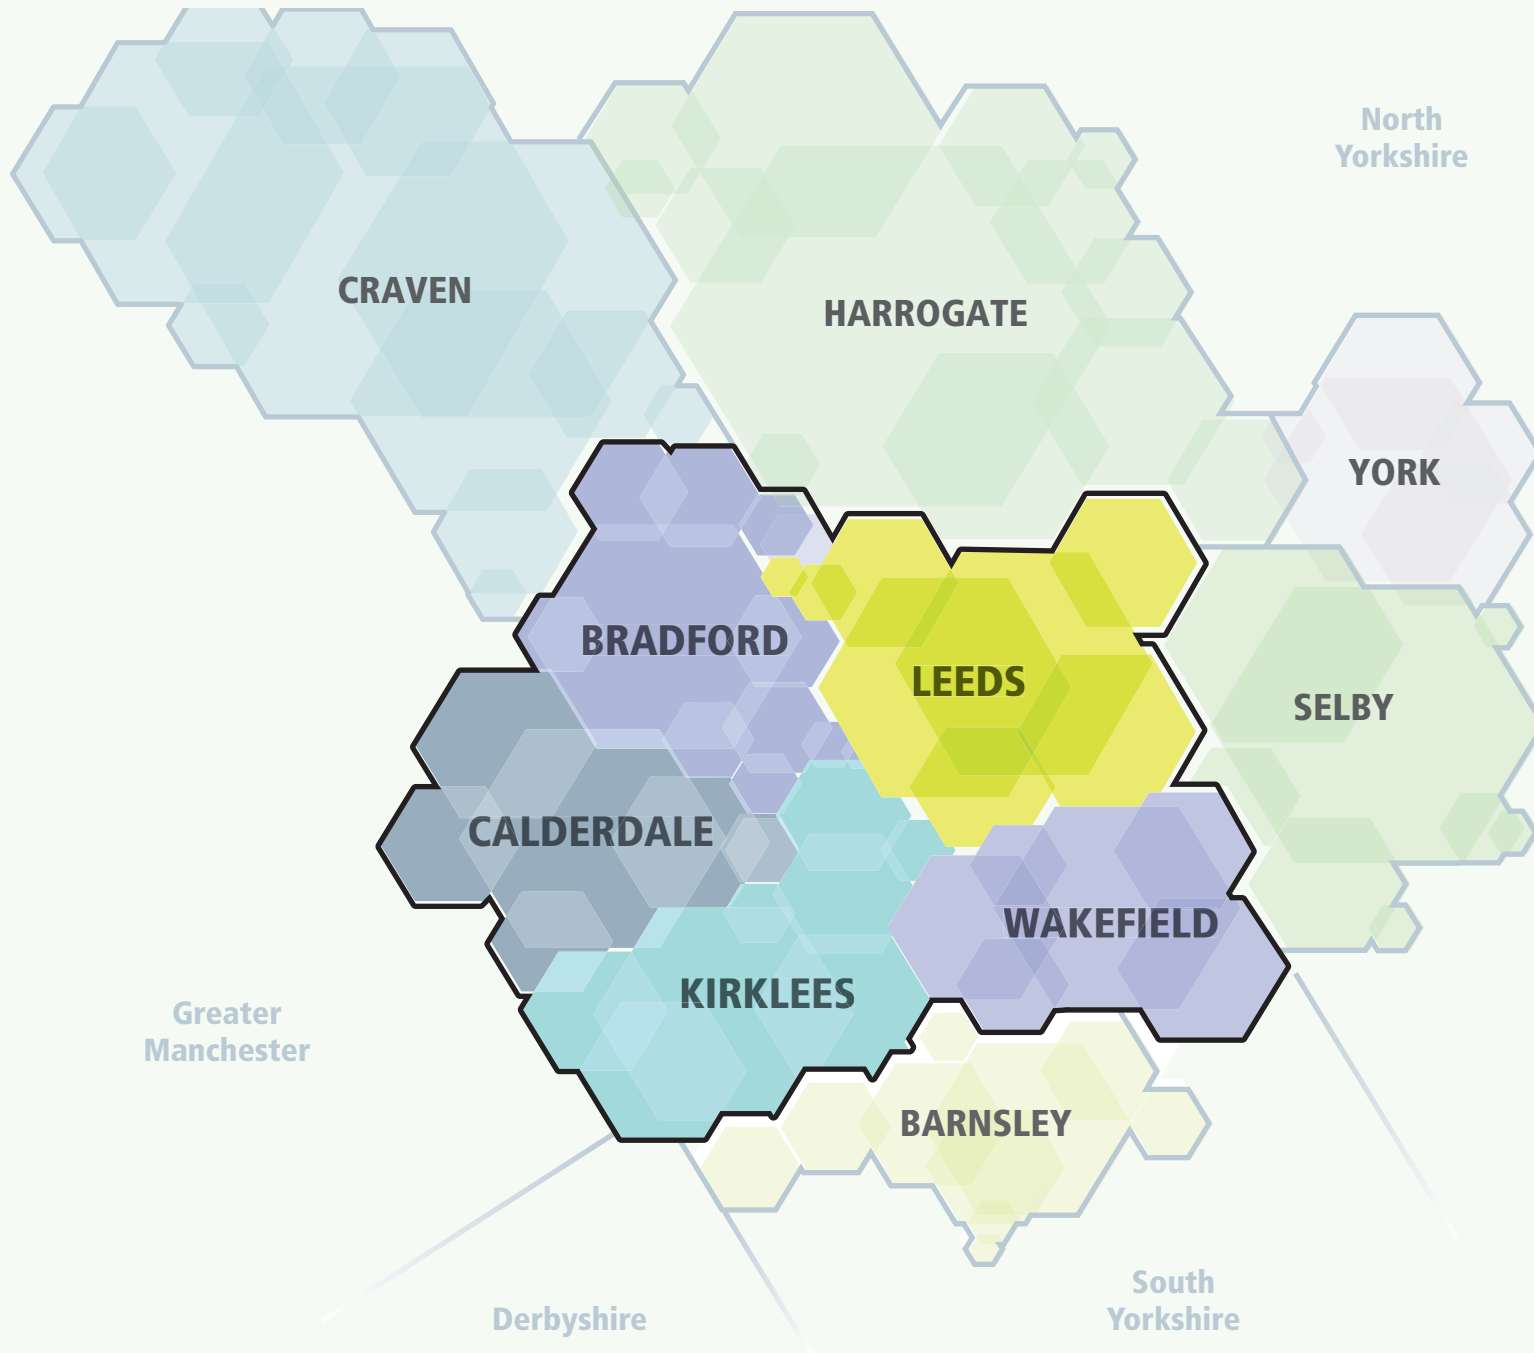 North
Yorkshire
CRAVEN
HARROGATE
YORK
BRADFORD
LEEDS
SELBY
CALDERDALE
WAKEFIELD
KIRKLEES
Greater
Manchester
BARNSLEY
South
Yorkshire
Derbyshire